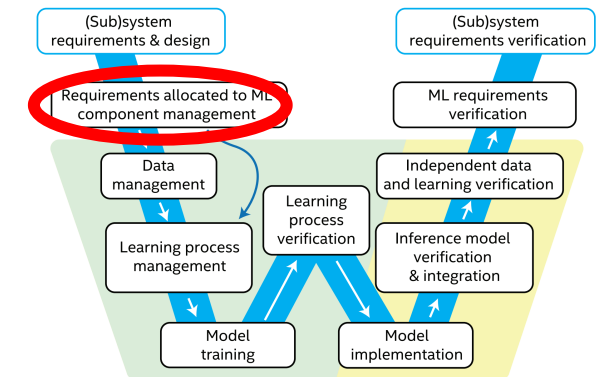 (Sub)system
requirements & design
(Sub)system
requirements verification
Requirements allocated to ML
component management
ML requirements
verification
Data
management
Independent data
and learning verification
Learning
process
verification
Learning process
management
Inference model
verification
& integration
Model
training
Model
implementation